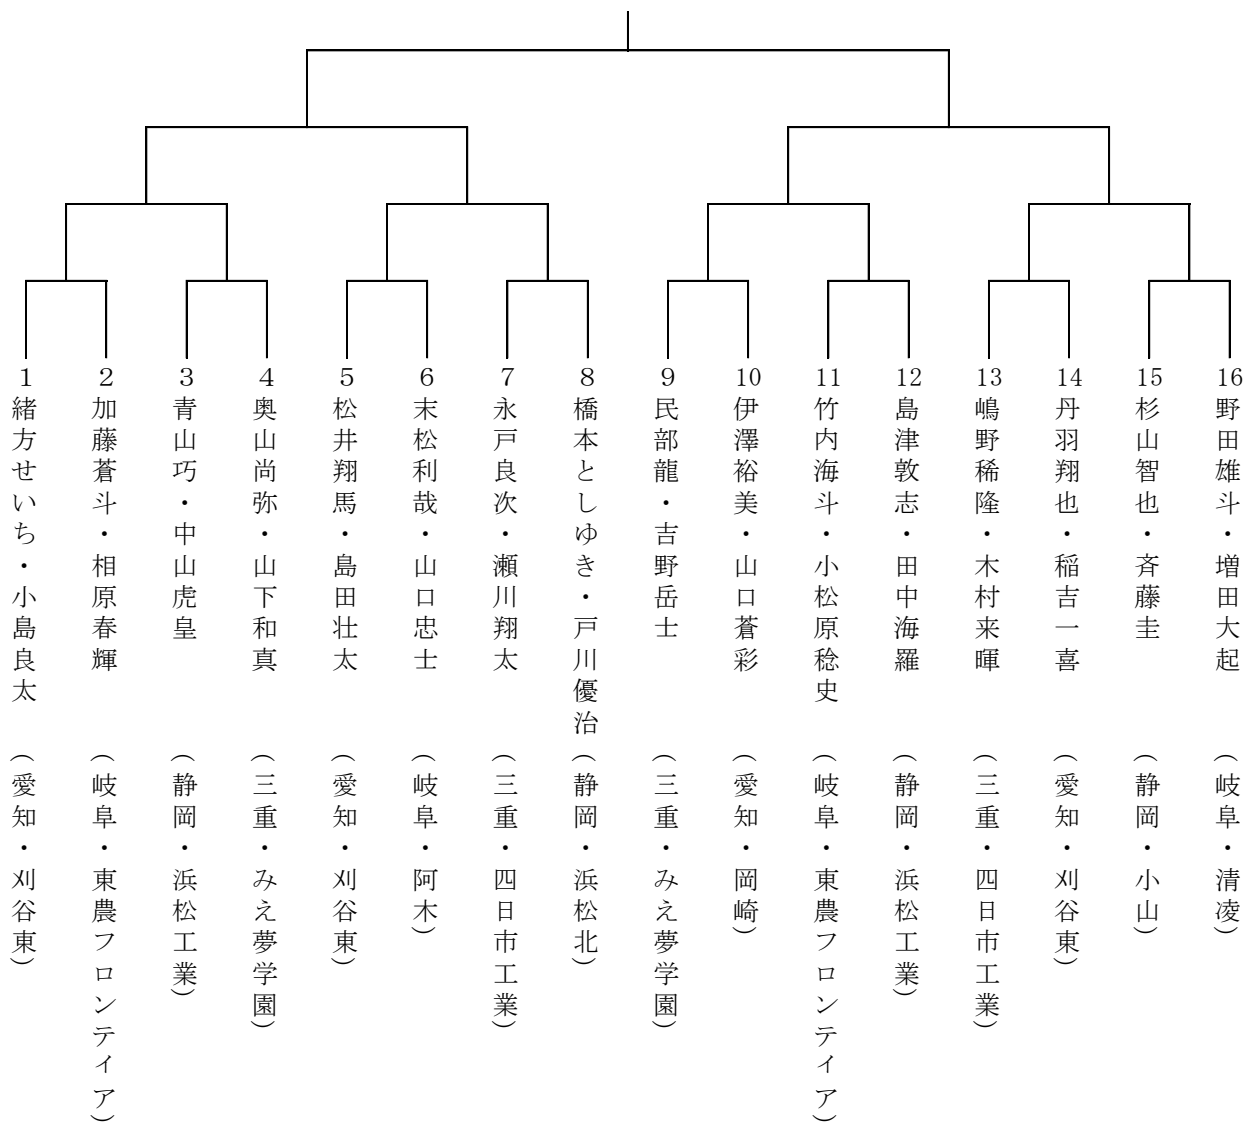 1 緒方せいち・小島良太 (愛知・刈谷東)
2 加藤蒼斗・相原春輝 (岐阜・東農フロンティア)
3 青山巧・中山虎皇 (静岡・浜松工業)
4 奥山尚弥・山下和真 (三重・みえ夢学園)
5 松井翔馬・島田壮太 (愛知・刈谷東)
6 末松利哉・山口忠士 (岐阜・阿木)
7 永戸良次・瀬川翔太 (三重・四日市工業)
8 橋本としゆき・戸川優治 (静岡・浜松北)
9 民部龍・吉野岳士 (三重・みえ夢学園)
10 伊澤裕美・山口蒼彩 (愛知・岡崎)
11 竹内海斗・小松原稔史 (岐阜・東農フロンティア)
12 島津敦志・田中海羅 (静岡・浜松工業)
13 嶋野稀隆・木村来暉 (三重・四日市工業)
14 丹羽翔也・稲吉一喜 (愛知・刈谷東)
15 杉山智也・斉藤圭 (静岡・小山)
16 野田雄斗・増田大起 (岐阜・清凌)